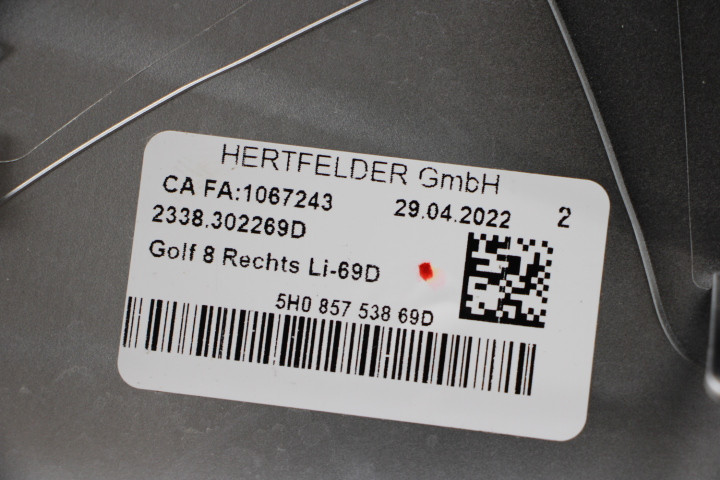 HERTFELDER GmbH
CA FA:1067243 29.04.2022 2
2338.302269D
Golf 8 Rechts Li-69D
5H0 857 538 69D